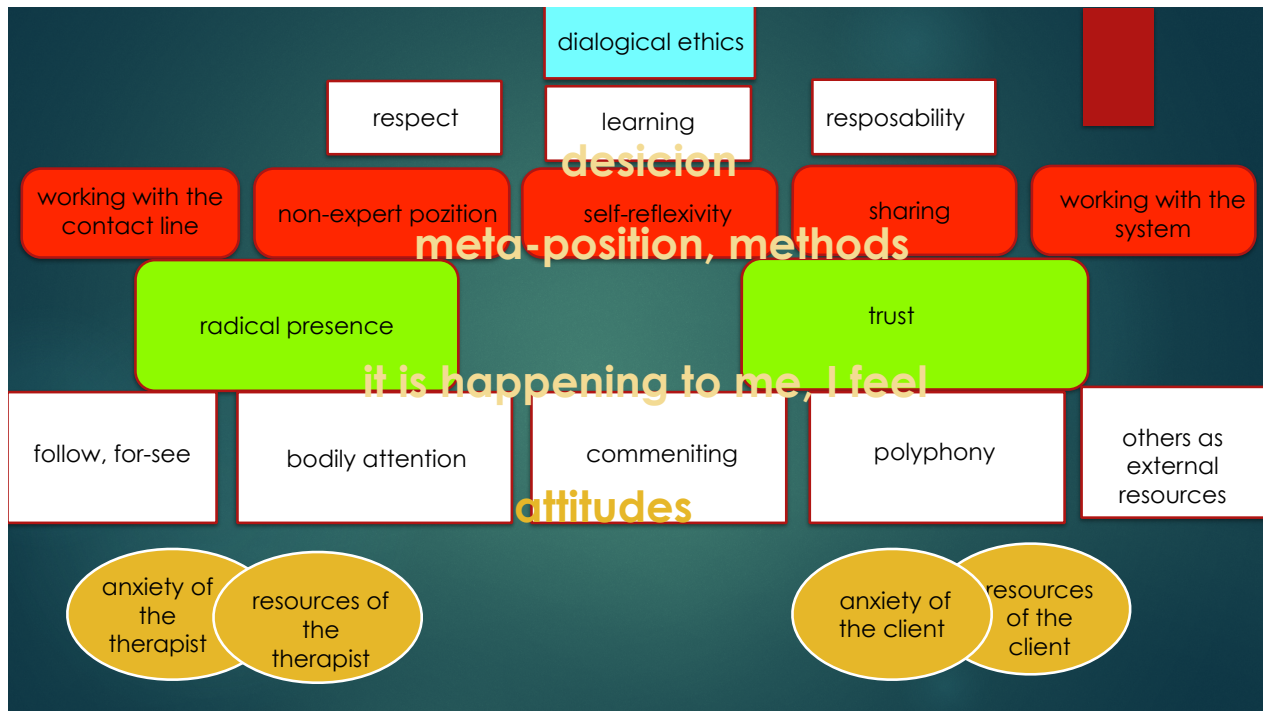 dialogical ethics
respect
learning
resposability
desicion
working with the
contact line
non-expert pozition
self-reflexivity
sharing
working with the
system
meta-position, methods
radical presence
trust
it is happening to me, I feel
follow, for-see
bodily attention
commeniting
polyphony
others as
external
resources
attitudes
anxiety of
the
therapist
resources of
the
therapist
anxiety of
the client
resources
of the
client